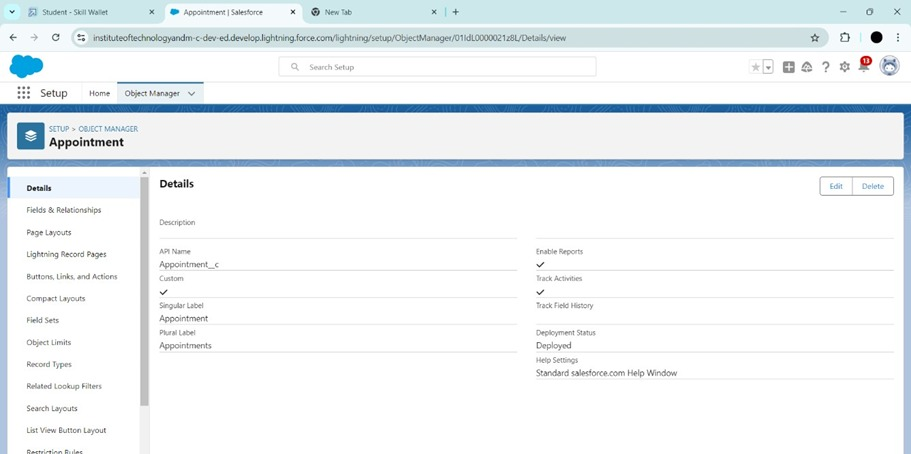 Student - Skill Wallet
Appointment | Salesforce
New Tab
instituteoftechnologyandm-c-dev-ed.develop.lightning.force.com/lightning/setup/ObjectManager/01IdL0000021z8L/Details/view
Search Setup
13
Setup
Home
Object Manager
SETUP > OBJECT MANAGER
Appointment
Details
Fields & Relationships
Page Layouts
Lightning Record Pages
Buttons, Links, and Actions
Compact Layouts
Field Sets
Object Limits
Record Types
Related Lookup Filters
Search Layouts
List View Button Layout
Restriction Rules
Details
Edit
Delete
Description
API Name
Appointment__c
Custom
Singular Label
Appointment
Plural Label
Appointments
Enable Reports
Track Activities
Track Field History
Deployment Status
Deployed
Help Settings
Standard salesforce.com Help Window